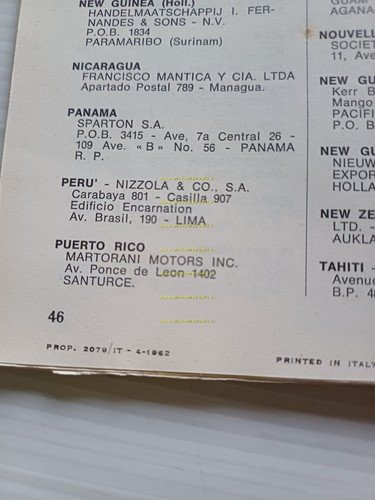 NEW GUINEA (Holl.)
HANDELMAATSCHAPPIJ I. FER-
NANDES & SONS - N.V.
P.O.B. 1834
PARAMARIBO (Surinam)
NICARAGUA
FRANCISCO MANTICA Y CIA. LTDA
Apartado Postal 789 - Managua.
PANAMA
SPARTON S.A.
P.O.B. 3415 - Ave, 7a Central 26 -
109 Ave. «B» No. 56 - PANAMA
R. P.
PERU' - NIZZOLA & CO., S.A.
Carabaya 801 - Casilla 907
Edificio Encarnation
Av. Brasil, 190 - LIMA
PUERTO RICO
MARTORANI MOTORS INC.
Av. Ponce de Leon 1402
SANTURCE.
46
PROP. 2079/IT - 4-1962
GUAM
AGANA
NOUVELL
SOCIET
11, Aven
NEW GU
Kerr B
Mango
PACIFI
P.O. B
NEW GU
NIEUW
EXPOR
HOLLA
NEW ZE
LTD. -
AUKLA
TAHITI -
Avenue
B.P. 48
PRINTED IN ITALY